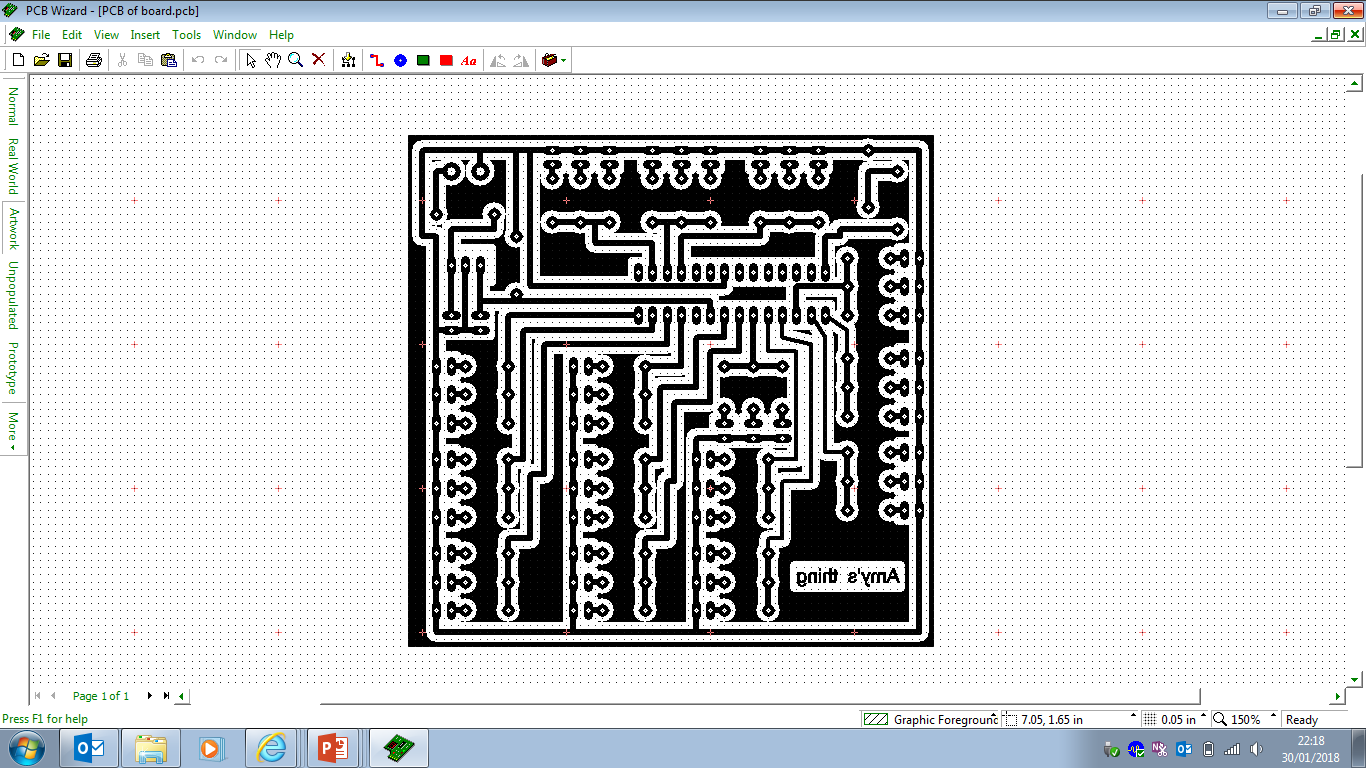 PCB Wizard - [PCB of board.pcb]
File Edit View Insert Tools Window Help
Aa
Normal
Real World
Artwork
Unpopulated
Prototype
More
Amy's thing
Page 1 of 1
Press F1 for help
Graphic Foreground
7.05, 1.65 in
0.05 in
150%
Ready
22:18
30/01/2018